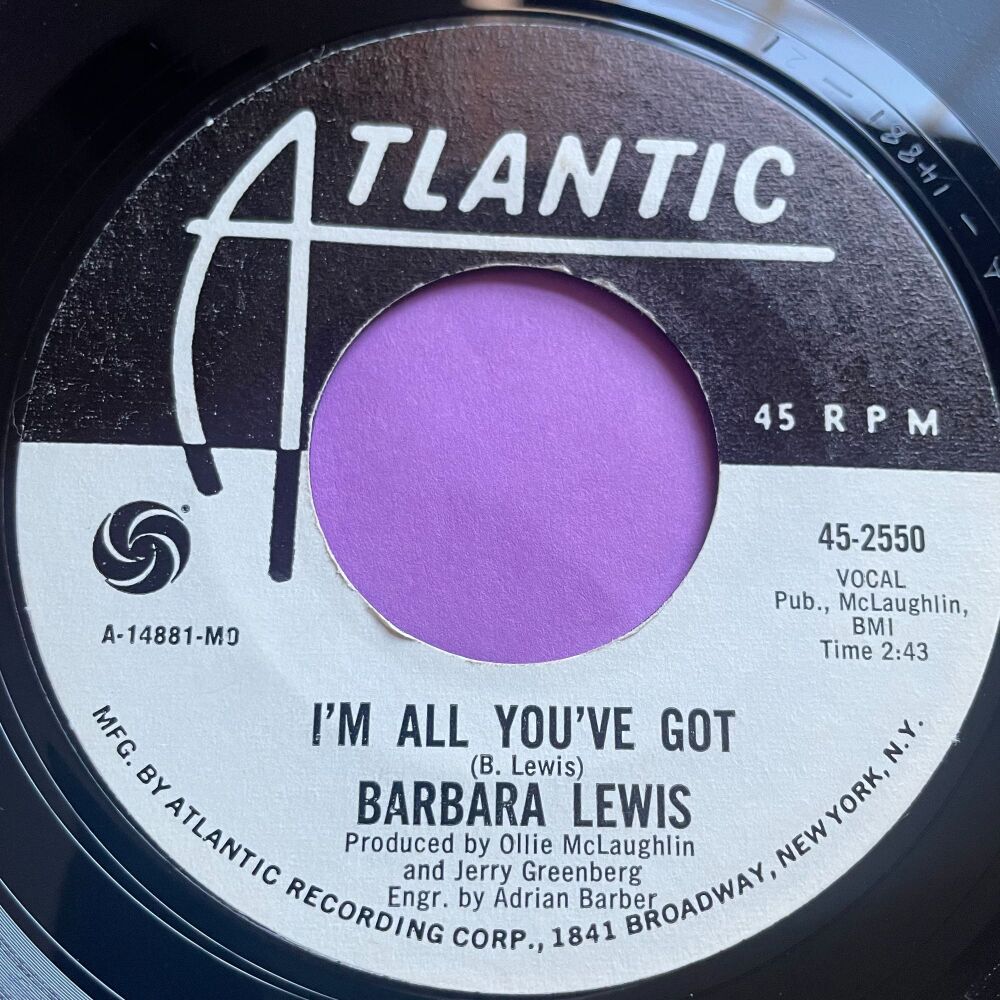 ATLANTIC
45 RPM
45-2550
VOCAL
Pub., McLaughlin,
BMI
Time 2:43
A-14881-MO
I'M ALL YOU'VE GOT
(B. Lewis)
BARBARA LEWIS
Produced by Ollie McLaughlin
and Jerry Greenberg
Engr. by Adrian Barber
MFG. BY ATLANTIC RECORDING CORP., 1841 BROADWAY, NEW YORK, N.Y.
A-14881-21